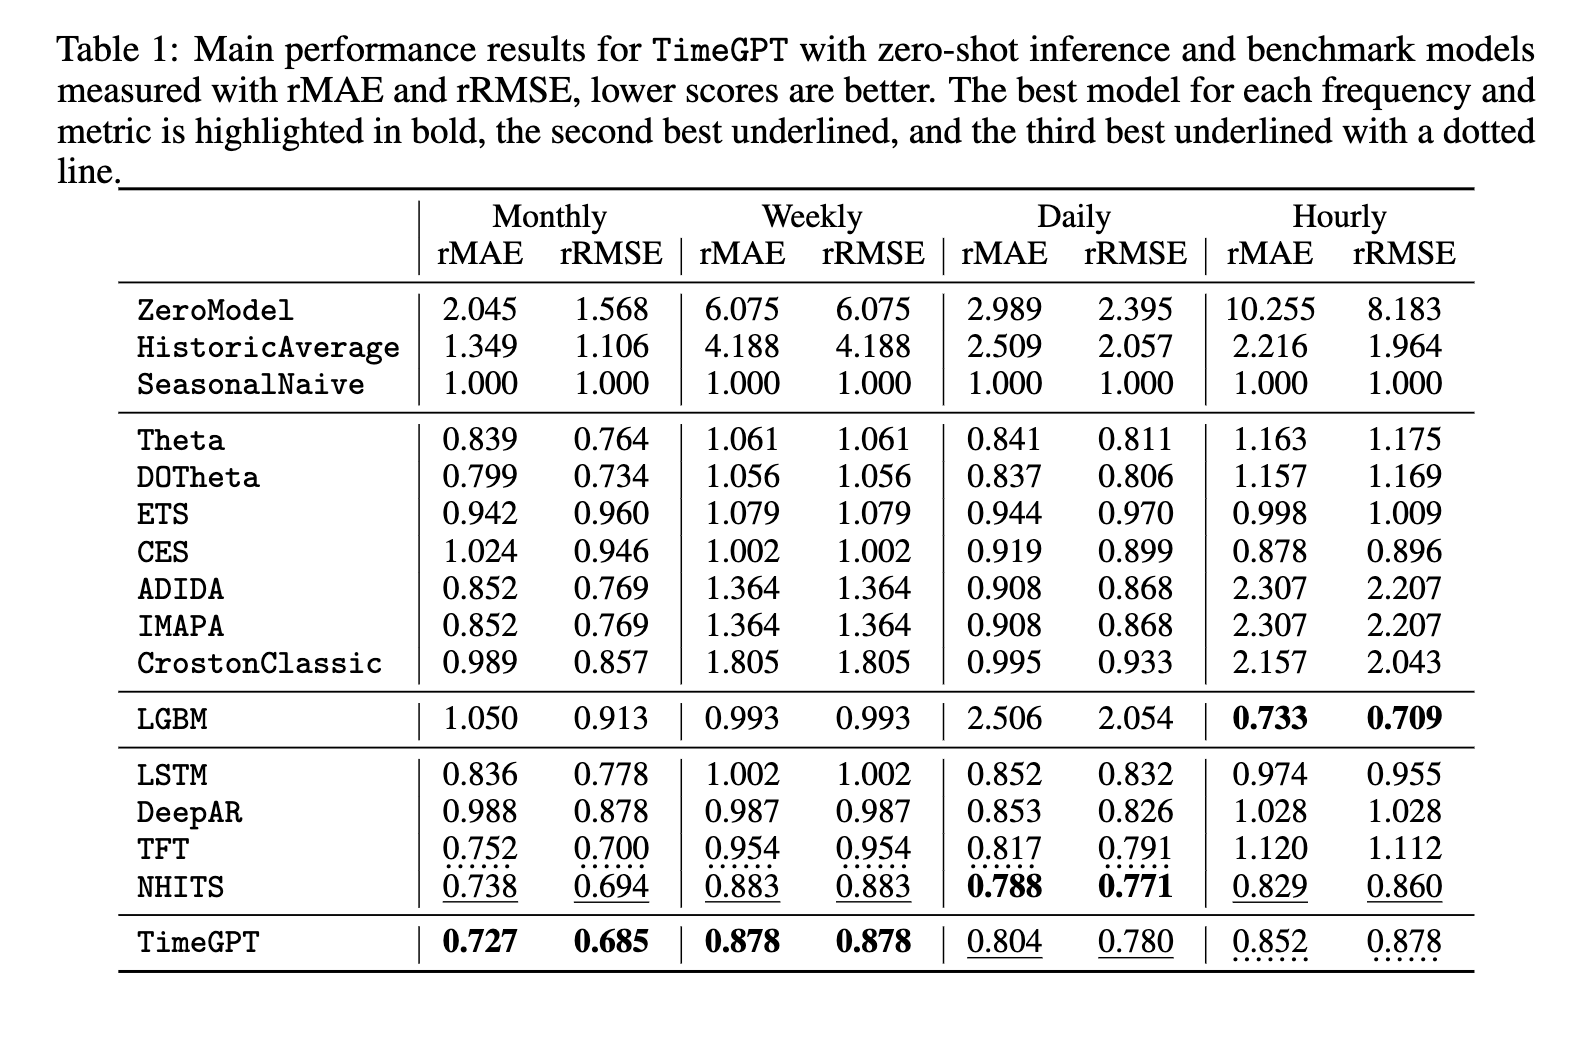 Table 1: Main performance results for TimeGPT with zero-shot inference and benchmark models
measured with rMAE and rRMSE, lower scores are better. The best model for each frequency and
metric is highlighted in bold, the second best underlined, and the third best underlined with a dotted
line.
Monthly Weekly Daily Hourly
rMAE rRMSE rMAE rRMSE rMAE rRMSE rMAE rRMSE
ZeroModel 2.045 1.568 6.075 6.075 2.989 2.395 10.255 8.183
HistoricAverage 1.349 1.106 4.188 4.188 2.509 2.057 2.216 1.964
SeasonalNaive 1.000 1.000 1.000 1.000 1.000 1.000 1.000 1.000
Theta 0.839 0.764 1.061 1.061 0.841 0.811 1.163 1.175
DOTheta 0.799 0.734 1.056 1.056 0.837 0.806 1.157 1.169
ETS 0.942 0.960 1.079 1.079 0.944 0.970 0.998 1.009
CES 1.024 0.946 1.002 1.002 0.919 0.899 0.878 0.896
ADIDA 0.852 0.769 1.364 1.364 0.908 0.868 2.307 2.207
IMAPA 0.852 0.769 1.364 1.364 0.908 0.868 2.307 2.207
CrostonClassic 0.989 0.857 1.805 1.805 0.995 0.933 2.157 2.043
LGBM 1.050 0.913 0.993 0.993 2.506 2.054 0.733 0.709
LSTM 0.836 0.778 1.002 1.002 0.852 0.832 0.974 0.955
DeepAR 0.988 0.878 0.987 0.987 0.853 0.826 1.028 1.028
TFT 0.752 0.700 0.954 0.954 0.817 0.791 1.120 1.112
NHITS 0.738 0.694 0.883 0.883 0.788 0.771 0.829 0.860
TimeGPT 0.727 0.685 0.878 0.878 0.804 0.780 0.852 0.878